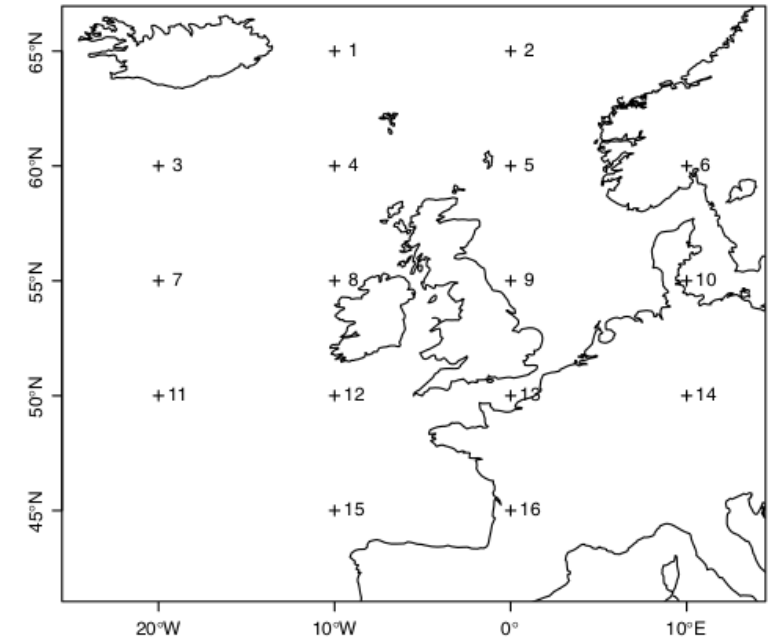 65°N
+ 1
+ 2
60°N
+ 3
+ 4
+ 5
+ 6
55°N
+ 7
+ 8
+ 9
+ 10
50°N
+ 11
+ 12
+ 13
+ 14
45°N
+ 15
+ 16
20°W
10°W
0°
10°E